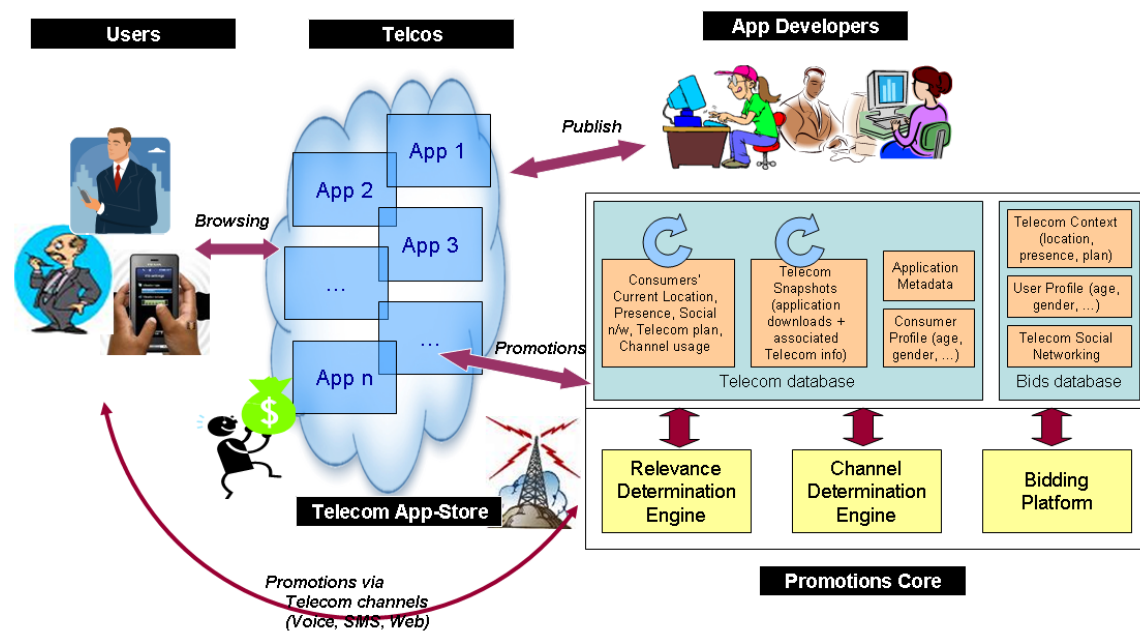 Users
Telcos
App Developers
Publish
App 1
App 2
App 3
...
...
App n
Browsing
Promotions
$
Telecom App-Store
Promotions via
Telecom channels
(Voice, SMS, Web)
Consumers'
Current Location,
Presence, Social
n/w, Telecom plan,
Channel usage
Telecom
Snapshots
(application
downloads +
associated
Telecom info)
Application
Metadata
Consumer
Profile (age,
gender, ...)
Telecom database
Telecom Context
(location,
presence, plan)
User Profile (age,
gender, ...)
Telecom Social
Networking
Bids database
Relevance
Determination
Engine
Channel
Determination
Engine
Bidding
Platform
Promotions Core